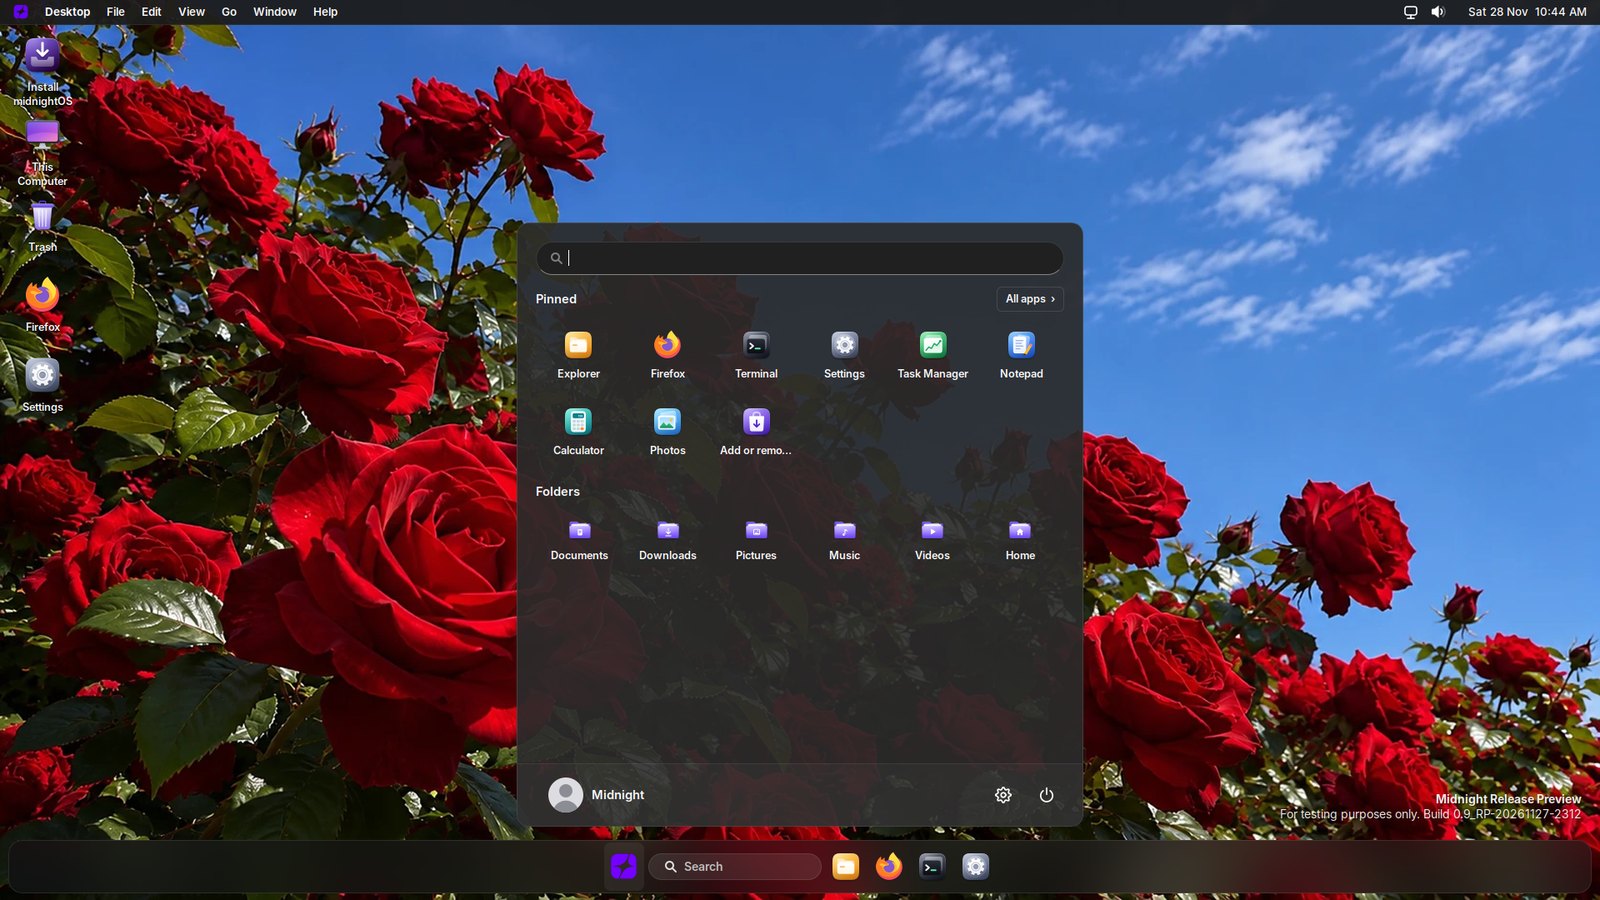 Desktop File Edit View Go Window Help
Sat 28 Nov 10:44 AM
Install
midnightOS
This
Computer
Trash
Firefox
Settings
Pinned
All apps ›
Explorer
Firefox
Terminal
Settings
Task Manager
Notepad
Calculator
Photos
Add or remo...
Folders
Documents
Downloads
Pictures
Music
Videos
Home
Midnight
Midnight Release Preview
For testing purposes only. Build 0.9_RP-20261127-2312
Search